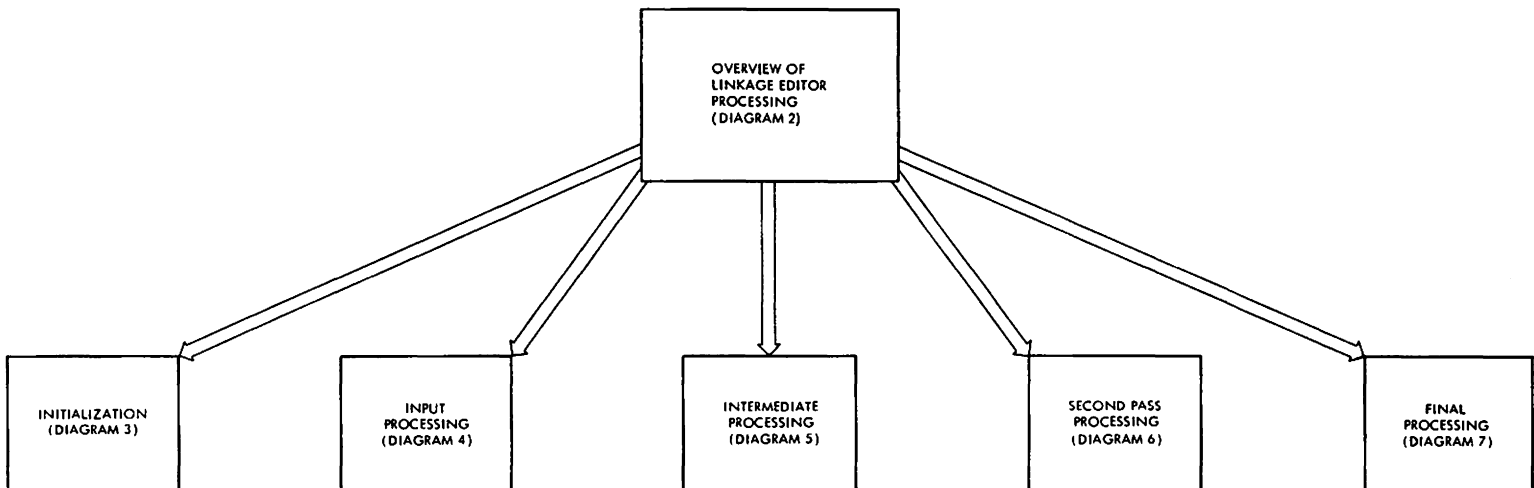 OVERVIEW OF
LINKAGE EDITOR
PROCESSING
(DIAGRAM 2)
INITIALIZATION
(DIAGRAM 3)
INPUT
PROCESSING
(DIAGRAM 4)
INTERMEDIATE
PROCESSING
(DIAGRAM 5)
SECOND PASS
PROCESSING
(DIAGRAM 6)
FINAL
PROCESSING
(DIAGRAM 7)